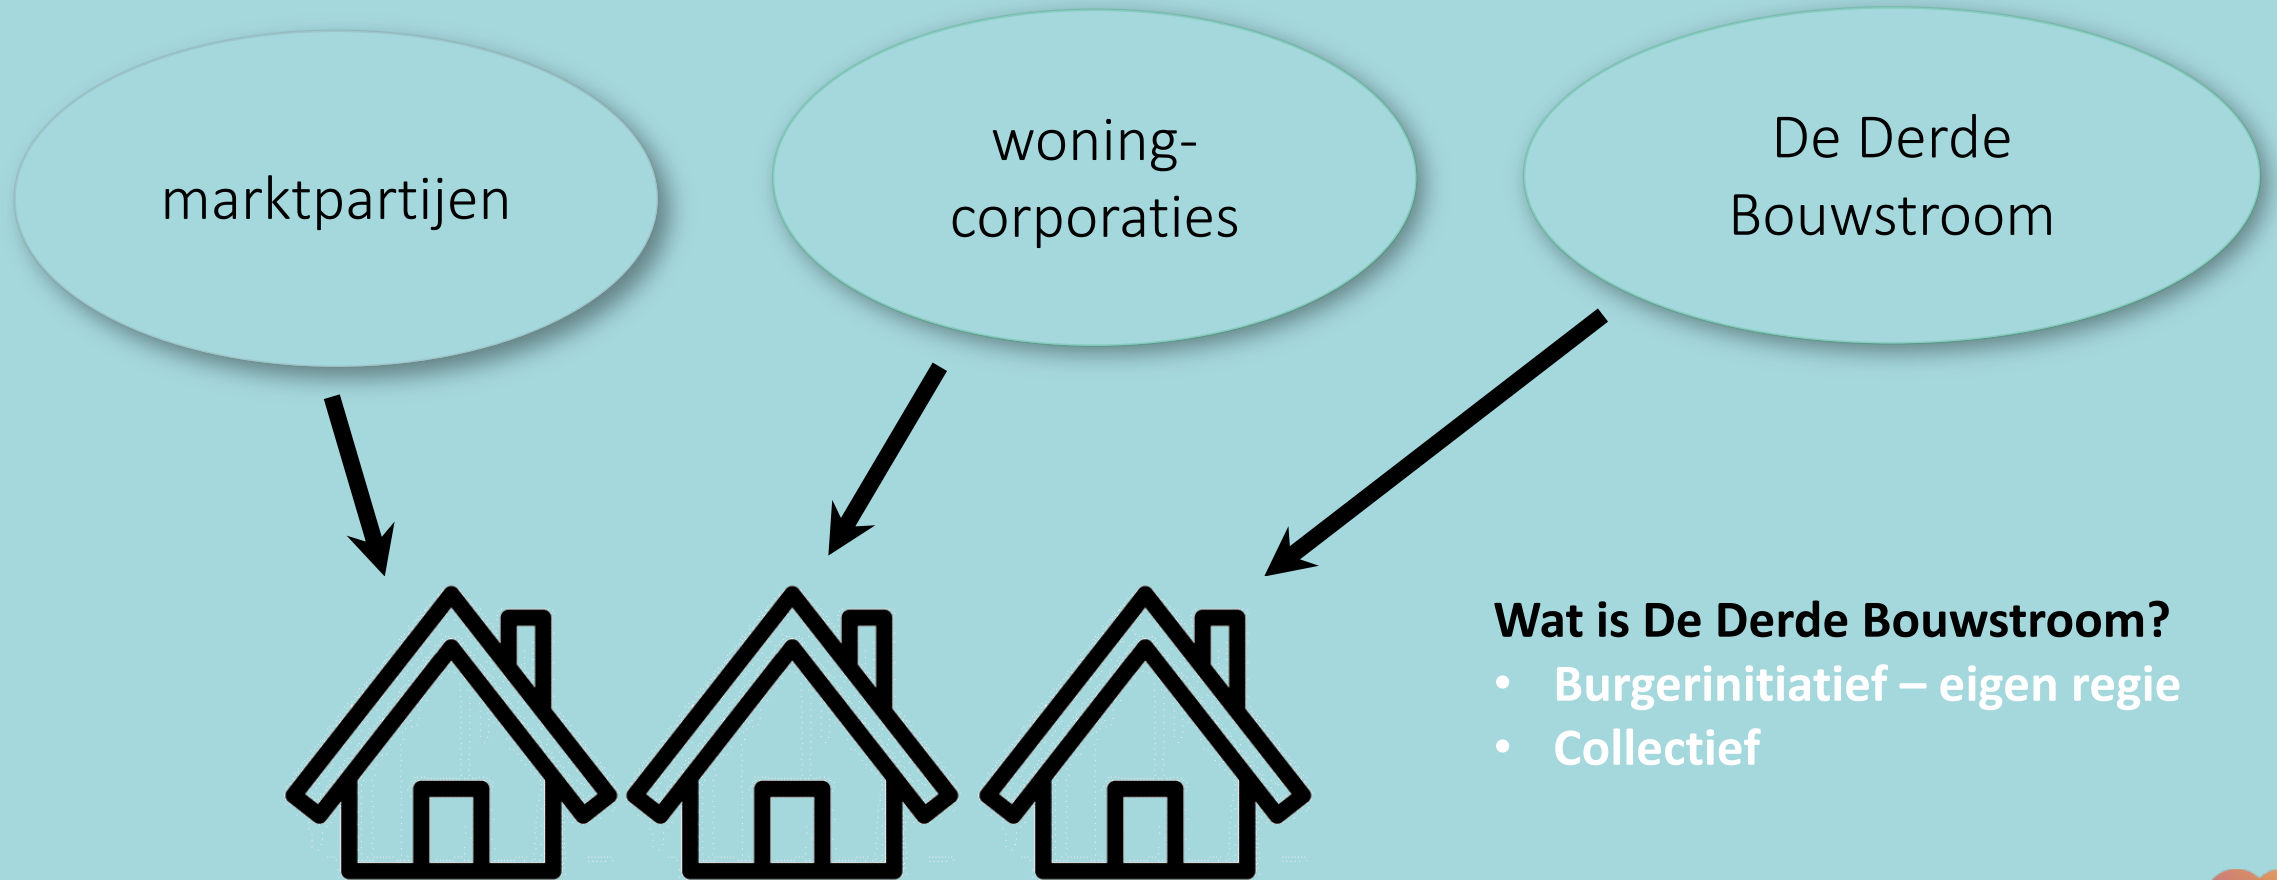 marktpartijen
woning-
corporaties
De Derde
Bouwstroom
Wat is De Derde Bouwstroom?
• Burgerinitiatief – eigen regie
• Collectief